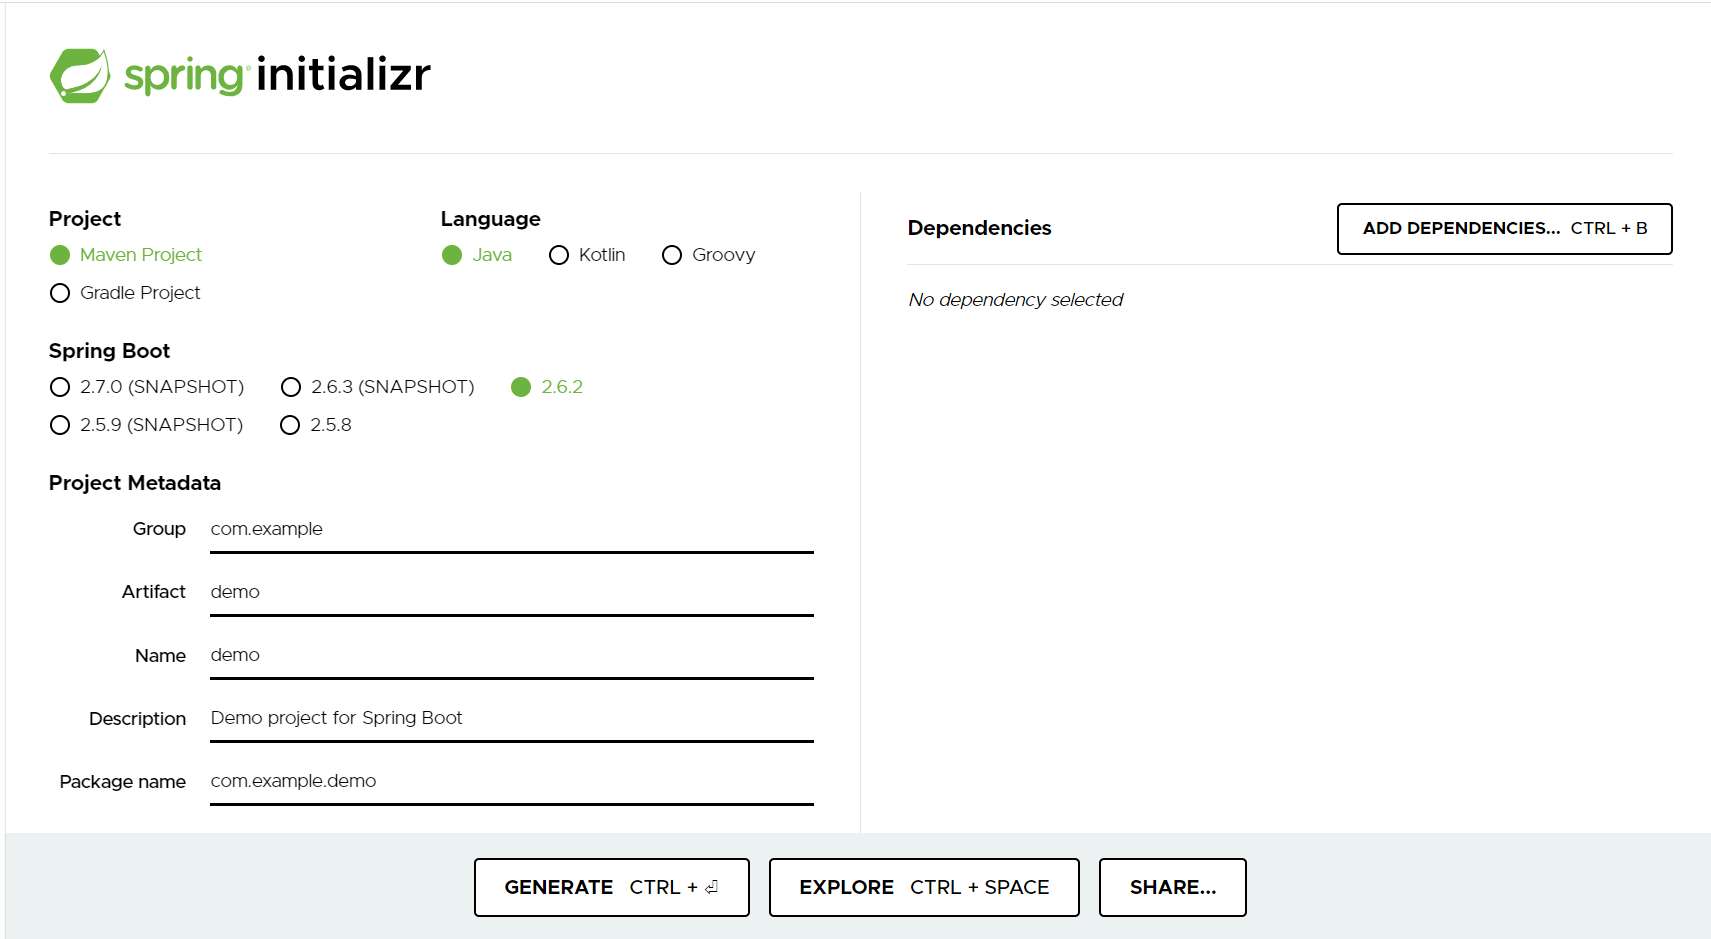 spring initializr
Project
Maven Project
Gradle Project
Language
Java Kotlin Groovy
Spring Boot
2.7.0 (SNAPSHOT) 2.6.3 (SNAPSHOT) 2.6.2
2.5.9 (SNAPSHOT) 2.5.8
Project Metadata
Group com.example
Artifact demo
Name demo
Description Demo project for Spring Boot
Package name com.example.demo
Dependencies ADD DEPENDENCIES... CTRL + B
No dependency selected
GENERATE CTRL + ⏎ EXPLORE CTRL + SPACE SHARE...